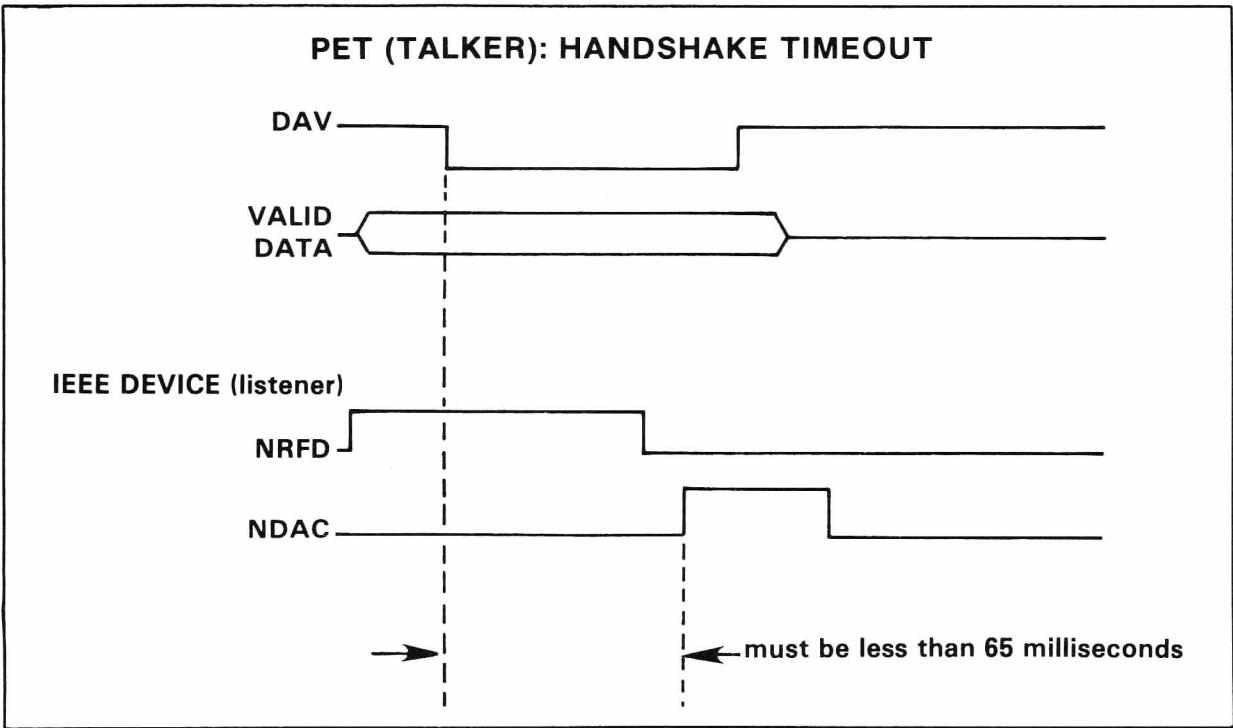 PET (TALKER): HANDSHAKE TIMEOUT
DAV
VALID
DATA
IEEE DEVICE (listener)
NRFD
NDAC
must be less than 65 milliseconds